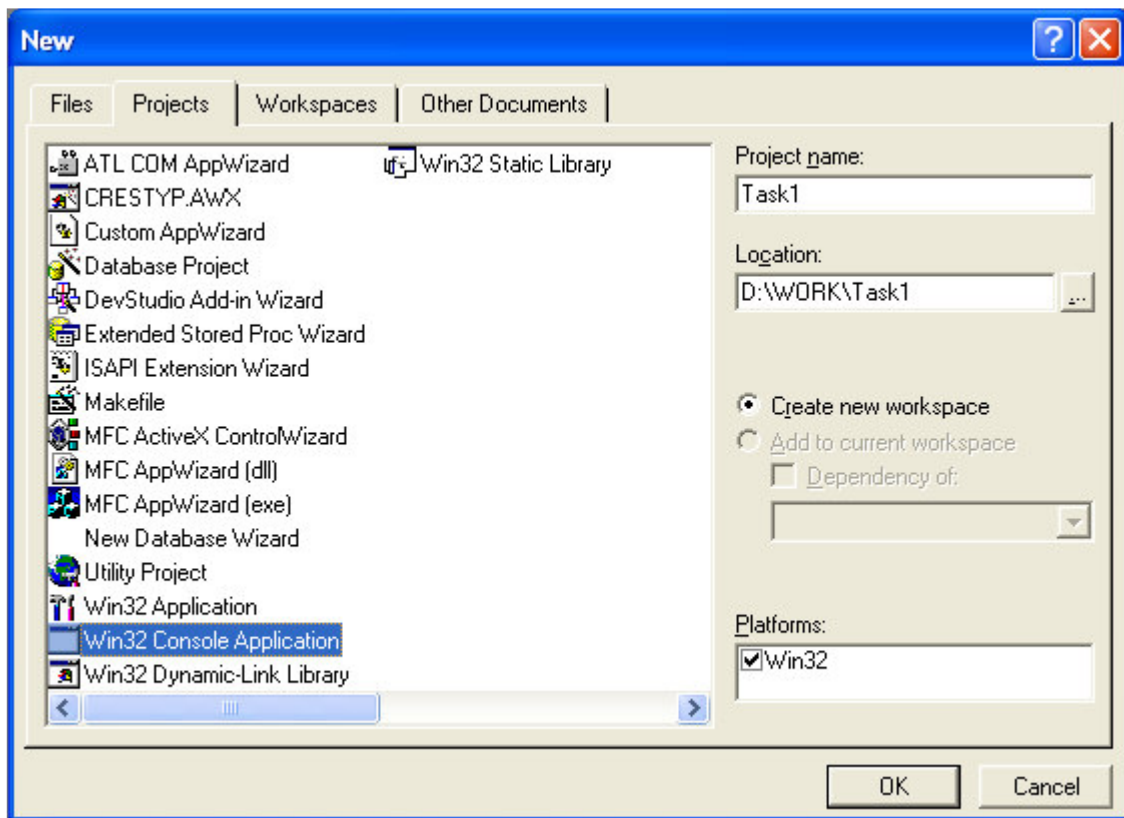 New
Files
Projects
Workspaces
Other Documents
ATL COM AppWizard
CRESTYP.AWX
Custom AppWizard
Database Project
DevStudio Add-in Wizard
Extended Stored Proc Wizard
ISAPI Extension Wizard
Makefile
MFC ActiveX ControlWizard
MFC AppWizard (dll)
MFC AppWizard (exe)
New Database Wizard
Utility Project
Win32 Application
Win32 Console Application
Win32 Dynamic-Link Library
Win32 Static Library
Project name:
Task1
Location:
D:\WORK\Task1
...
Create new workspace
Add to current workspace
Dependency of:
Platforms:
Win32
OK
Cancel